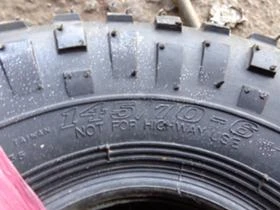 145/70-6
NOT FOR HIGHWAY USE
TAIWAN